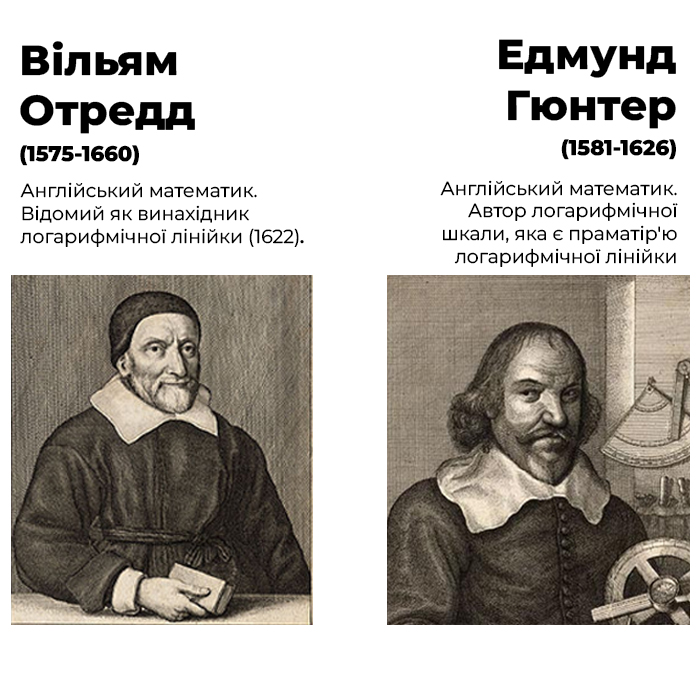 Вільям
Отредд
(1575-1660)
Англійський математик.
Відомий як винахідник
логарифмічної лінійки (1622).
Едмунд
Гюнтер
(1581-1626)
Англійський математик.
Автор логарифмічної
шкали, яка є праматір'ю
логарифмічної лінійки